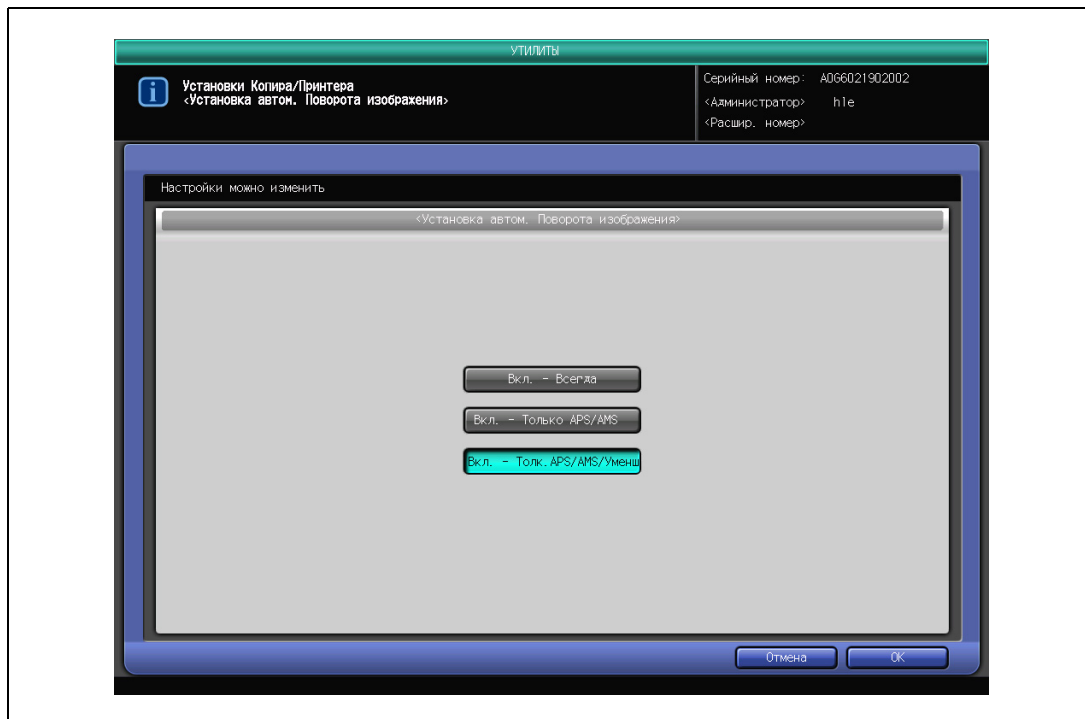 УТИЛИТЫ
Установки Копира/Принтера
<Установка автом. Поворота изображения>
Серийный номер: A0G6021902002
<Администратор> hle
<Расшир. номер>
Настройки можно изменить
<Установка автом. Поворота изображения>
Вкл. - Всегда
Вкл. - Только APS/AMS
Вкл. - Толк.APS/AMS/Уменш
Отмена
OK